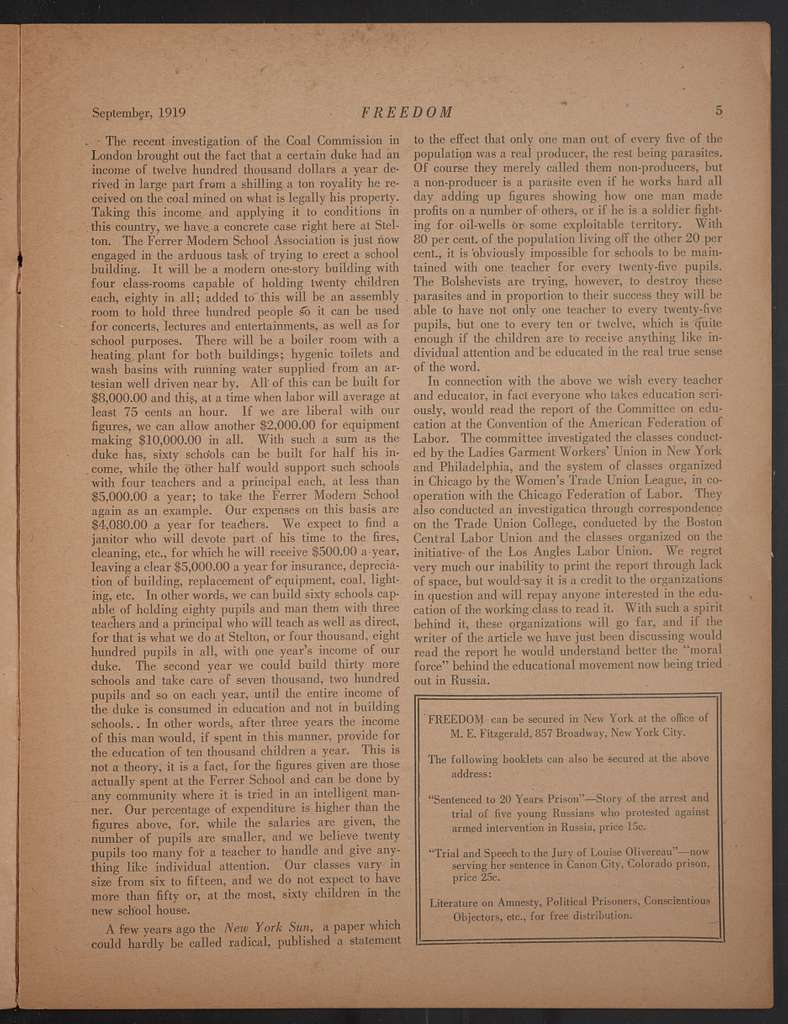 September, 1919
FREEDOM
5
The recent investigation of the Coal Commission in
London brought out the fact that a certain duke had an
income of twelve hundred thousand dollars a year de-
rived in large part from a shilling a ton royality he re-
ceived on the coal mined on what is legally his property.
Taking this income and applying it to conditions in
this country, we have a concrete case right here at Stel-
ton. The Ferrer Modern School Association is just now
engaged in the arduous task of trying to erect a school
building. It will be a modern one-story building with
four class-rooms capable of holding twenty children
each, eighty in all; added to this will be an assembly
room to hold three hundred people so it can be used
for concerts, lectures and entertainments, as well as for
school purposes. There will be a boiler room with a
heating plant for both buildings; hygenic toilets and
wash basins with running water supplied from an ar-
tesian well driven near by. All of this can be built for
$8,000.00 and this, at a time when labor will average at
least 75 cents an hour. If we are liberal with our
figures, we can allow another $2,000.00 for equipment
making $10,000.00 in all. With such a sum as the
duke has, sixty schools can be built for half his in-
come, while the other half would support such schools
with four teachers and a principal each, at less than
$5,000.00 a year; to take the Ferrer Modern School
again as an example. Our expenses on this basis are
$4,080.00 a year for teachers. We expect to find a
janitor who will devote part of his time to the fires,
cleaning, etc., for which he will receive $500.00 a year,
leaving a clear $5,000.00 a year for insurance, deprecia-
tion of building, replacement of equipment, coal, light-
ing, etc. In other words, we can build sixty schools cap-
able of holding eighty pupils and man them with three
teachers and a principal who will teach as well as direct,
for that is what we do at Stelton, or four thousand, eight
hundred pupils in all, with one year's income of our
duke. The second year we could build thirty more
schools and take care of seven thousand, two hundred
pupils and so on each year, until the entire income of
the duke is consumed in education and not in building
schools.. In other words, after three years the income
of this man would, if spent in this manner, provide for
the education of ten thousand children a year. This is
not a theory, it is a fact, for the figures given are those
actually spent at the Ferrer School and can be done by
any community where it is tried in an intelligent man-
ner. Our percentage of expenditure is higher than the
figures above, for, while the salaries are given, the
number of pupils are smaller, and we believe twenty
pupils too many for a teacher to handle and give any-
thing like individual attention. Our classes vary in
size from six to fifteen, and we do not expect to have
more than fifty or, at the most, sixty children in the
new school house.
A few years ago the New York Sun, a paper which
could hardly be called radical, published a statement
to the effect that only one man out of every five of the
population was a real producer, the rest being parasites.
Of course they merely called them non-producers, but
a non-producer is a parasite even if he works hard all
day adding up figures showing how one man made
profits on a number of others, or if he is a soldier fight-
ing for oil-wells or some exploitable territory. With
80 per cent. of the population living off the other 20 per
cent., it is obviously impossible for schools to be main-
tained with one teacher for every twenty-five pupils.
The Bolshevists are trying, however, to destroy these
parasites and in proportion to their success they will be
able to have not only one teacher to every twenty-five
pupils, but one to every ten or twelve, which is quite
enough if the children are to receive anything like in-
dividual attention and be educated in the real true sense
of the word.
In connection with the above we wish every teacher
and educator, in fact everyone who takes education seri-
ously, would read the report of the Committee on edu-
cation at the Convention of the American Federation of
Labor. The committee investigated the classes conduct-
ed by the Ladies Garment Workers' Union in New York
and Philadelphia, and the system of classes organized
in Chicago by the Women's Trade Union League, in co-
operation with the Chicago Federation of Labor. They
also conducted an investigation through correspondence
on the Trade Union College, conducted by the Boston
Central Labor Union and the classes organized on the
initiative of the Los Angles Labor Union. We regret
very much our inability to print the report through lack
of space, but would say it is a credit to the organizations
in question and will repay anyone interested in the edu-
cation of the working class to read it. With such a spirit
behind it, these organizations will go far, and if the
writer of the article we have just been discussing would
read the report he would understand better the "moral
force" behind the educational movement now being tried
out in Russia.
FREEDOM can be secured in New York at the office of
M. E. Fitzgerald, 857 Broadway, New York City.
The following booklets can also be secured at the above
address:
"Sentenced to 20 Years Prison"—Story of the arrest and
trial of five young Russians who protested against
armed intervention in Russia, price 15c.
"Trial and Speech to the Jury of Louise Olivereau"—now
serving her sentence in Canon City, Colorado prison,
price 25c.
Literature on Amnesty, Political Prisoners, Conscientious
Objectors, etc., for free distribution.